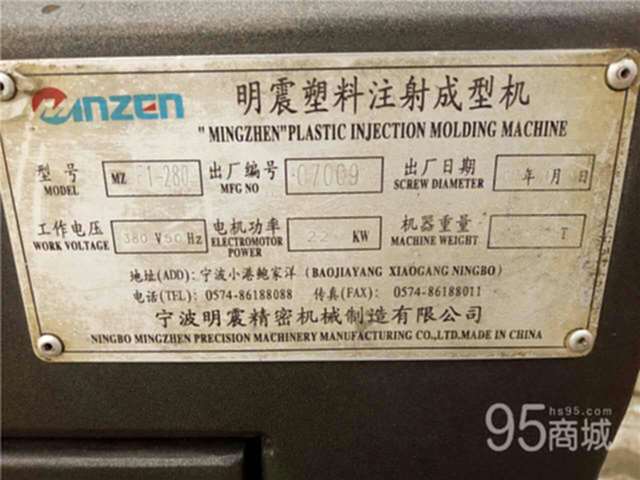 MINZEN 明震塑料注射成型机
"MINGZHEN"PLASTIC INJECTION MOLDING MACHINE
型号 MZ 1-280 出厂编号 07009 出厂日期 年 月 日
MODEL MFG NO SCREW DIAMETER
工作电压 380 V 50 Hz 电机功率 22 KW 机器重量 T
WORK VOLTAGE ELECTROMOTOR POWER MACHINE WEIGHT
地址(ADD): 宁波小港鲍家洋 (BAOJIAYANG XIAOGANG NINGBO)
电话(TEL): 0574-86188088 传真(FAX): 0574-86188011
宁波明震精密机械制造有限公司
NINGBO MINGZHEN PRECISION MACHINERY MANUFACTURING CO.,LTD.MADE IN CHINA
hs95.com
95商城